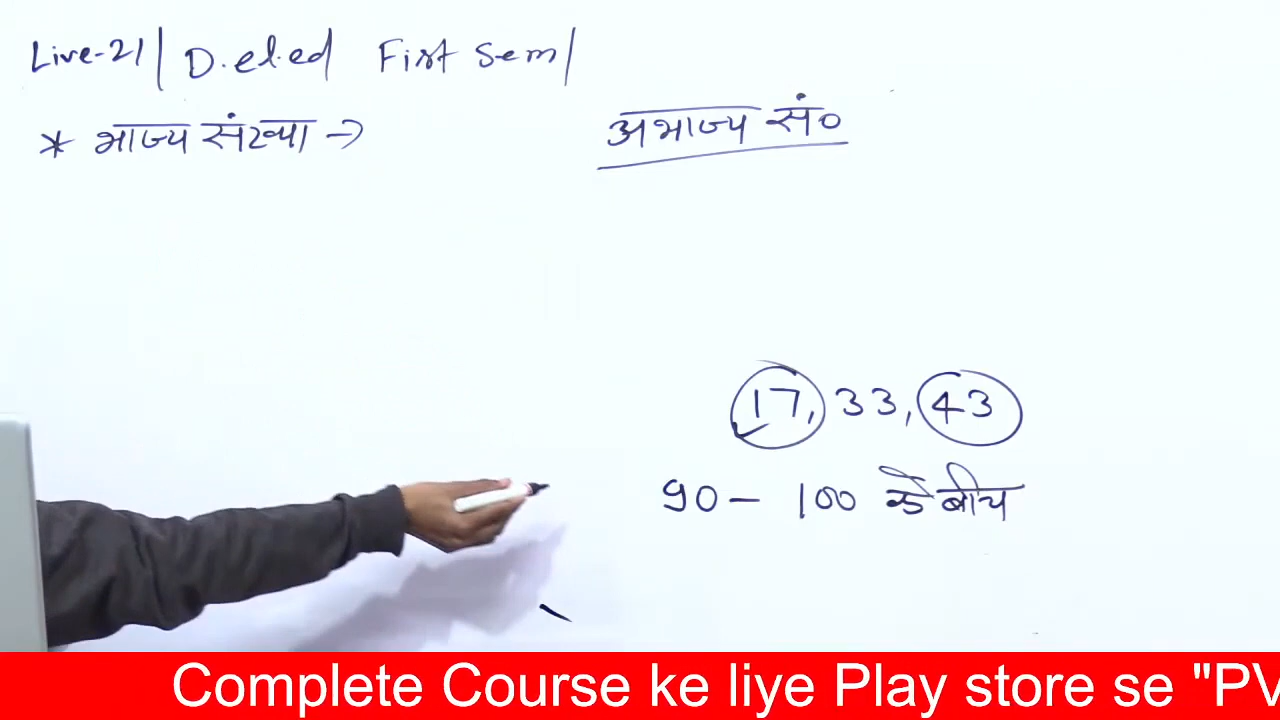 Live-21| D.el.ed First Sem/
* भाज्य संख्या →
अभाज्य सं०
17, 33, 43
90 - 100 के बीच
Complete Course ke liye Play store se "PV